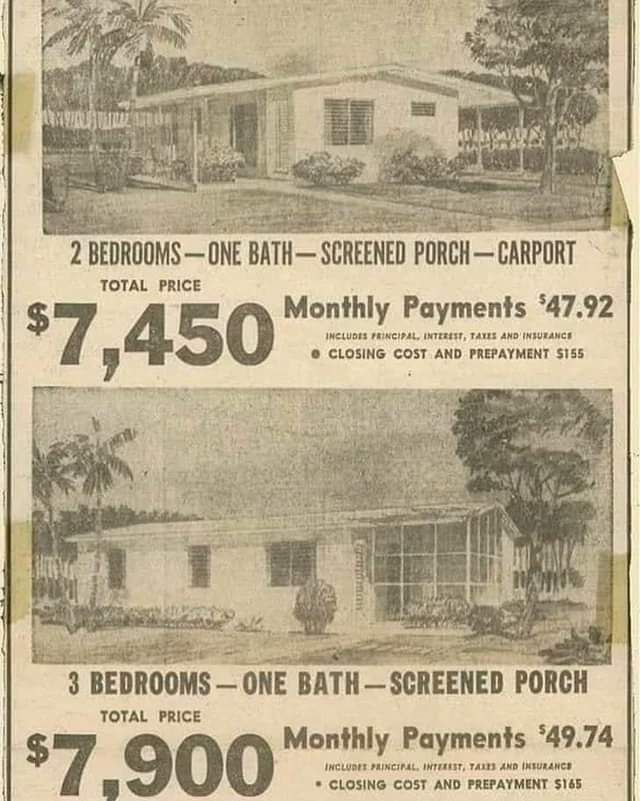 2 BEDROOMS — ONE BATH — SCREENED PORCH — CARPORT
TOTAL PRICE
$7,450
Monthly Payments $47.92
INCLUDES PRINCIPAL, INTEREST, TAXES AND INSURANCE
• CLOSING COST AND PREPAYMENT $155
3 BEDROOMS — ONE BATH — SCREENED PORCH
TOTAL PRICE
$7,900
Monthly Payments $49.74
INCLUDES PRINCIPAL, INTEREST, TAXES AND INSURANCE
• CLOSING COST AND PREPAYMENT $165